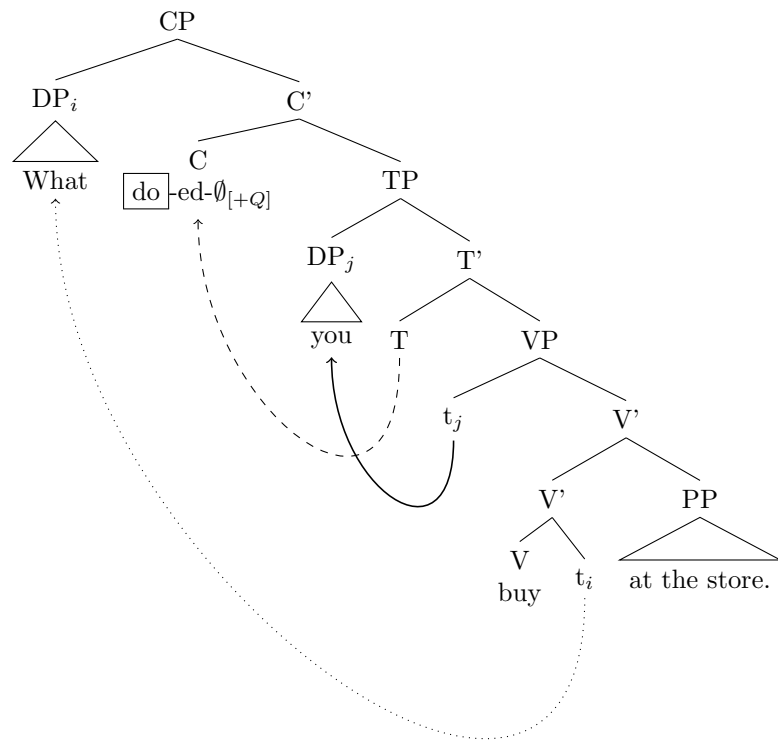 CP
DP_i C'
C
What do-ed-∅_[+Q] TP
DP_j T'
you T VP
t_j V'
V' PP
V t_i at the store.
buy